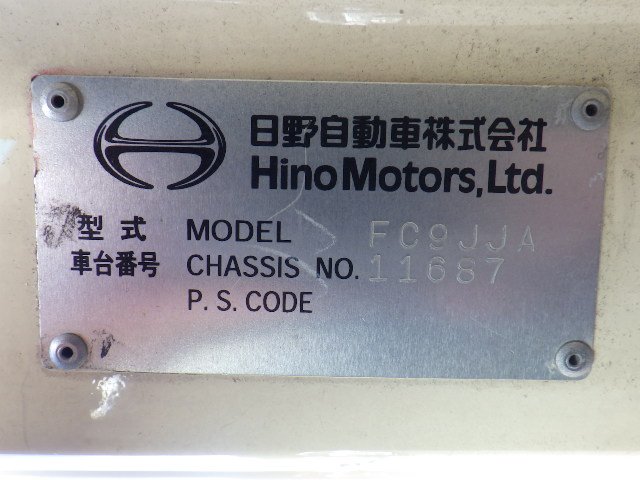 日野自動車株式会社
Hino Motors, Ltd.
型式 MODEL FC9JJA
車台番号 CHASSIS NO. 11687
P. S. CODE